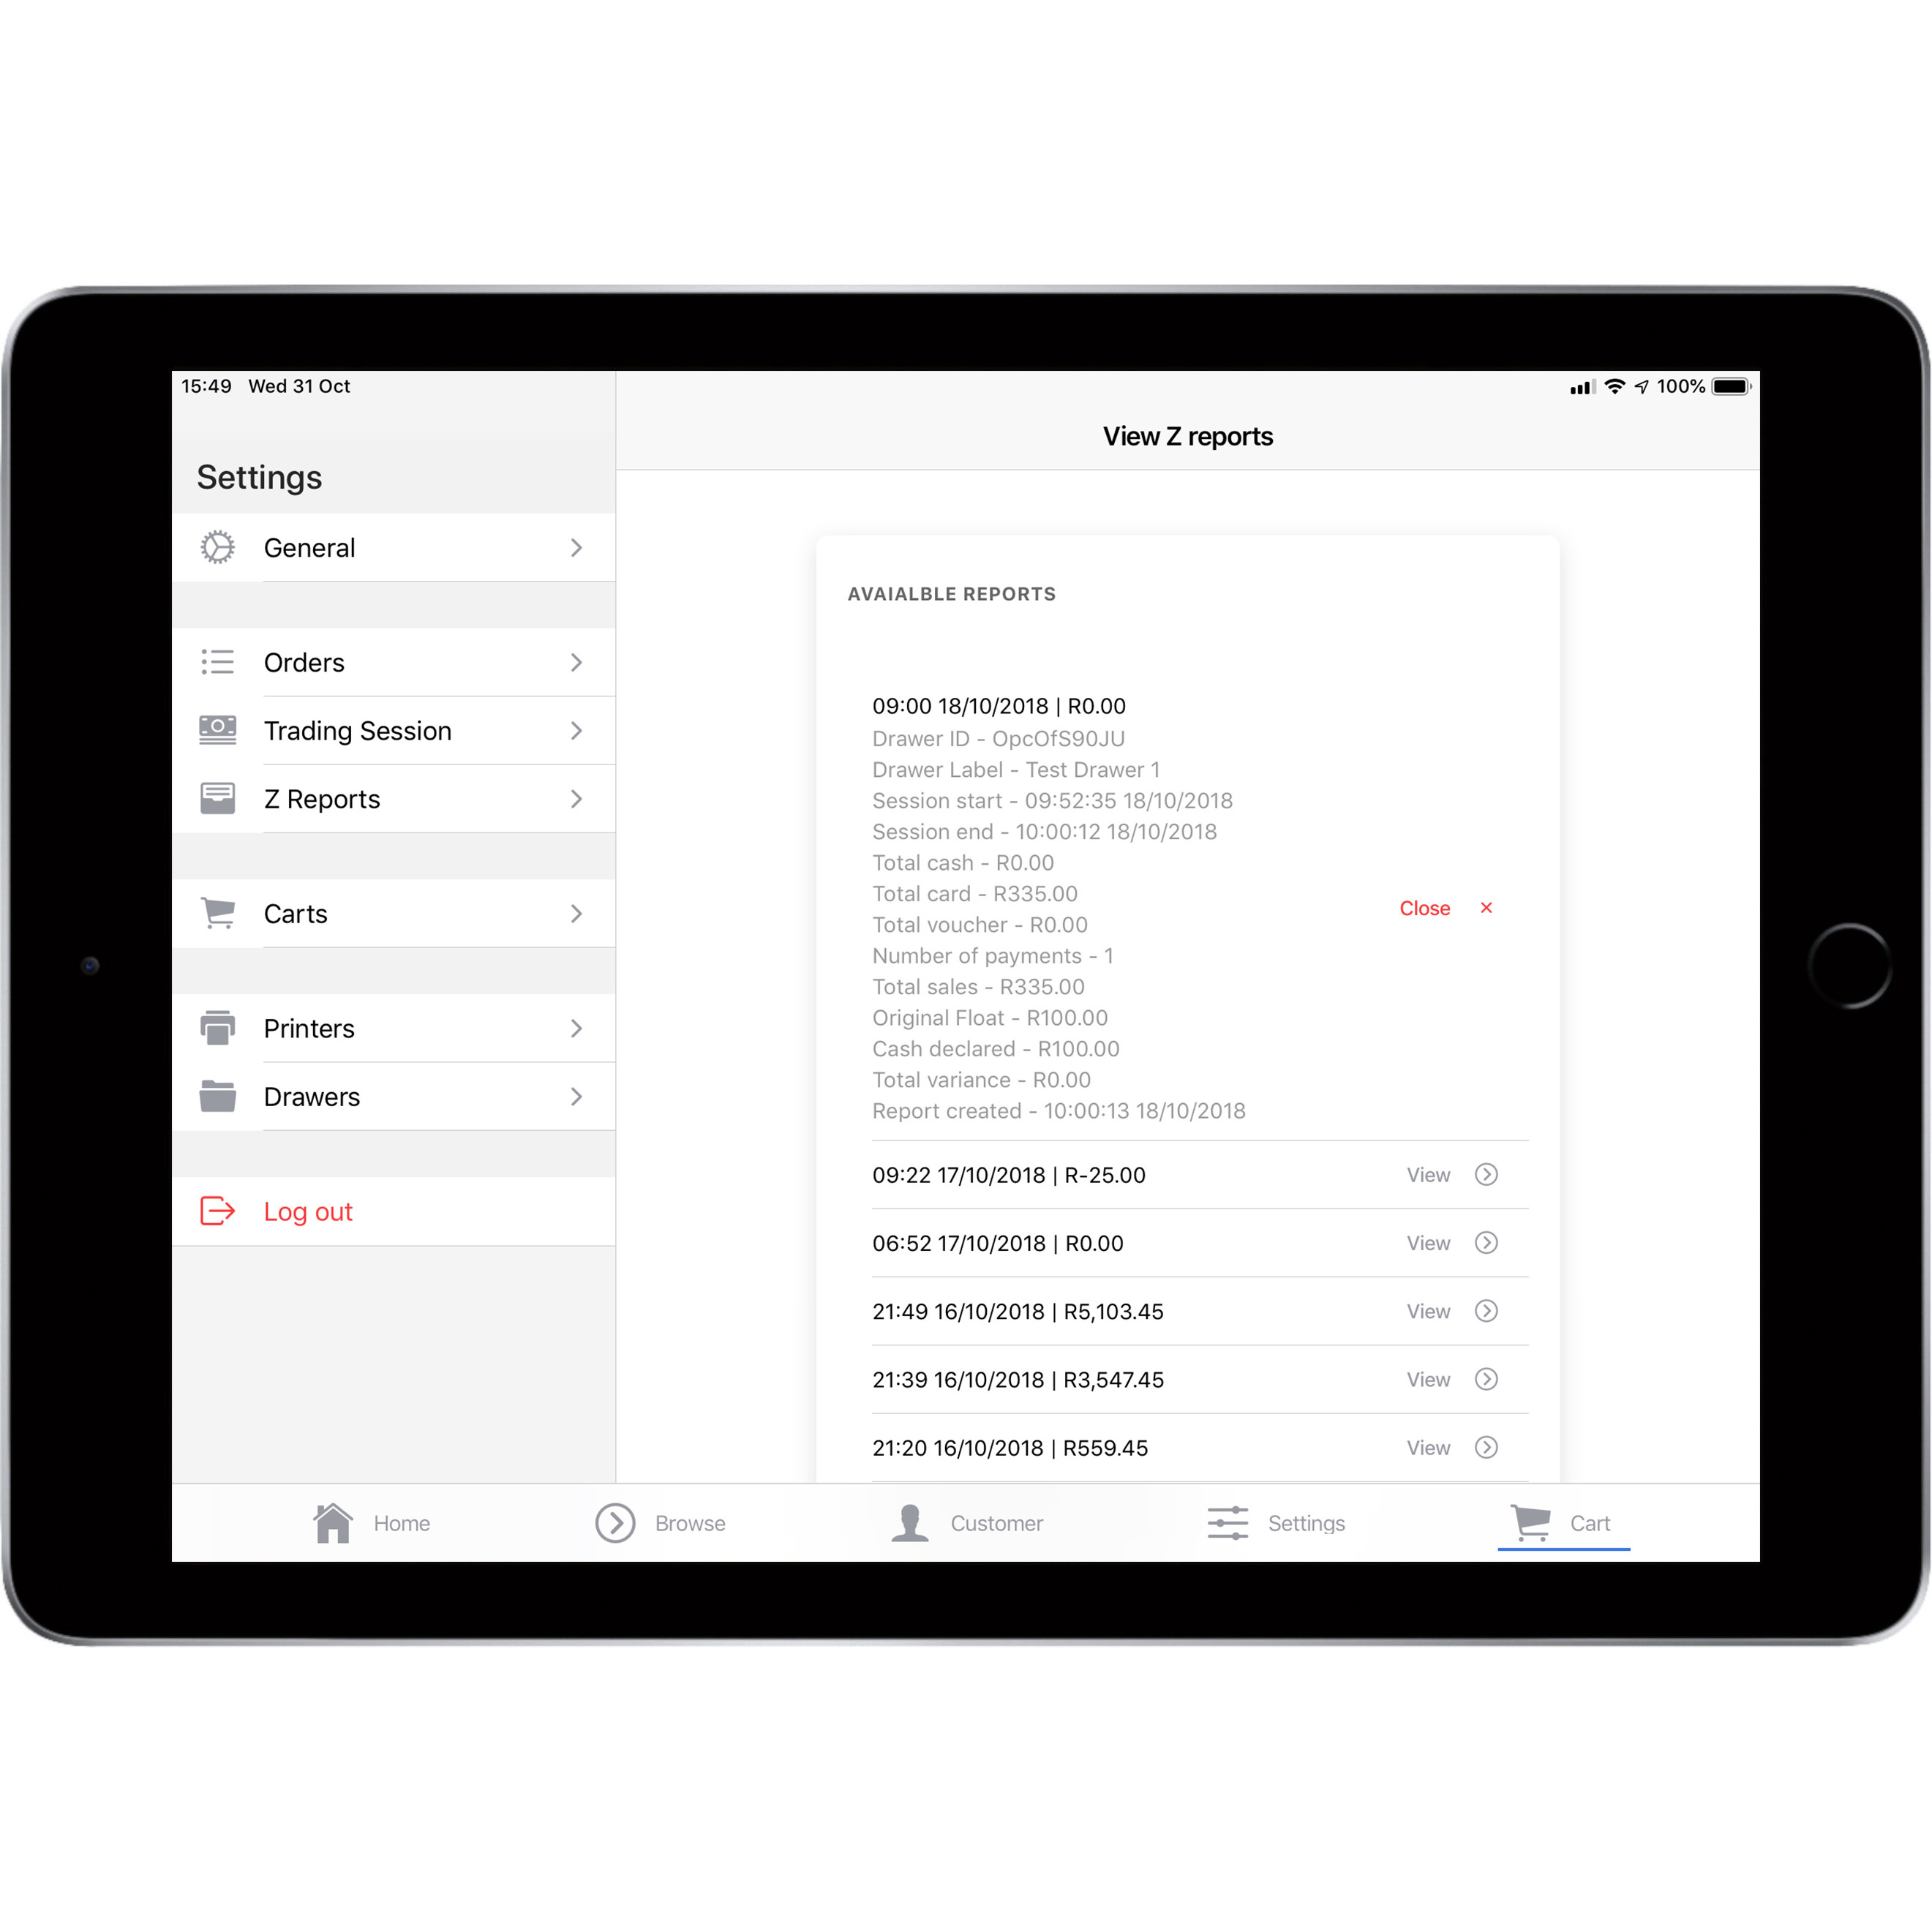 15:49 Wed 31 Oct
100%
Settings
General
Orders
Trading Session
Z Reports
Carts
Printers
Drawers
Log out
View Z reports
AVAIALBLE REPORTS
09:00 18/10/2018 | R0.00
Drawer ID - OpcOfS90JU
Drawer Label - Test Drawer 1
Session start - 09:52:35 18/10/2018
Session end - 10:00:12 18/10/2018
Total cash - R0.00
Total card - R335.00
Total voucher - R0.00
Number of payments - 1
Total sales - R335.00
Original Float - R100.00
Cash declared - R100.00
Total variance - R0.00
Report created - 10:00:13 18/10/2018
Close ×
09:22 17/10/2018 | R-25.00 View
06:52 17/10/2018 | R0.00 View
21:49 16/10/2018 | R5,103.45 View
21:39 16/10/2018 | R3,547.45 View
21:20 16/10/2018 | R559.45 View
Home Browse Customer Settings Cart